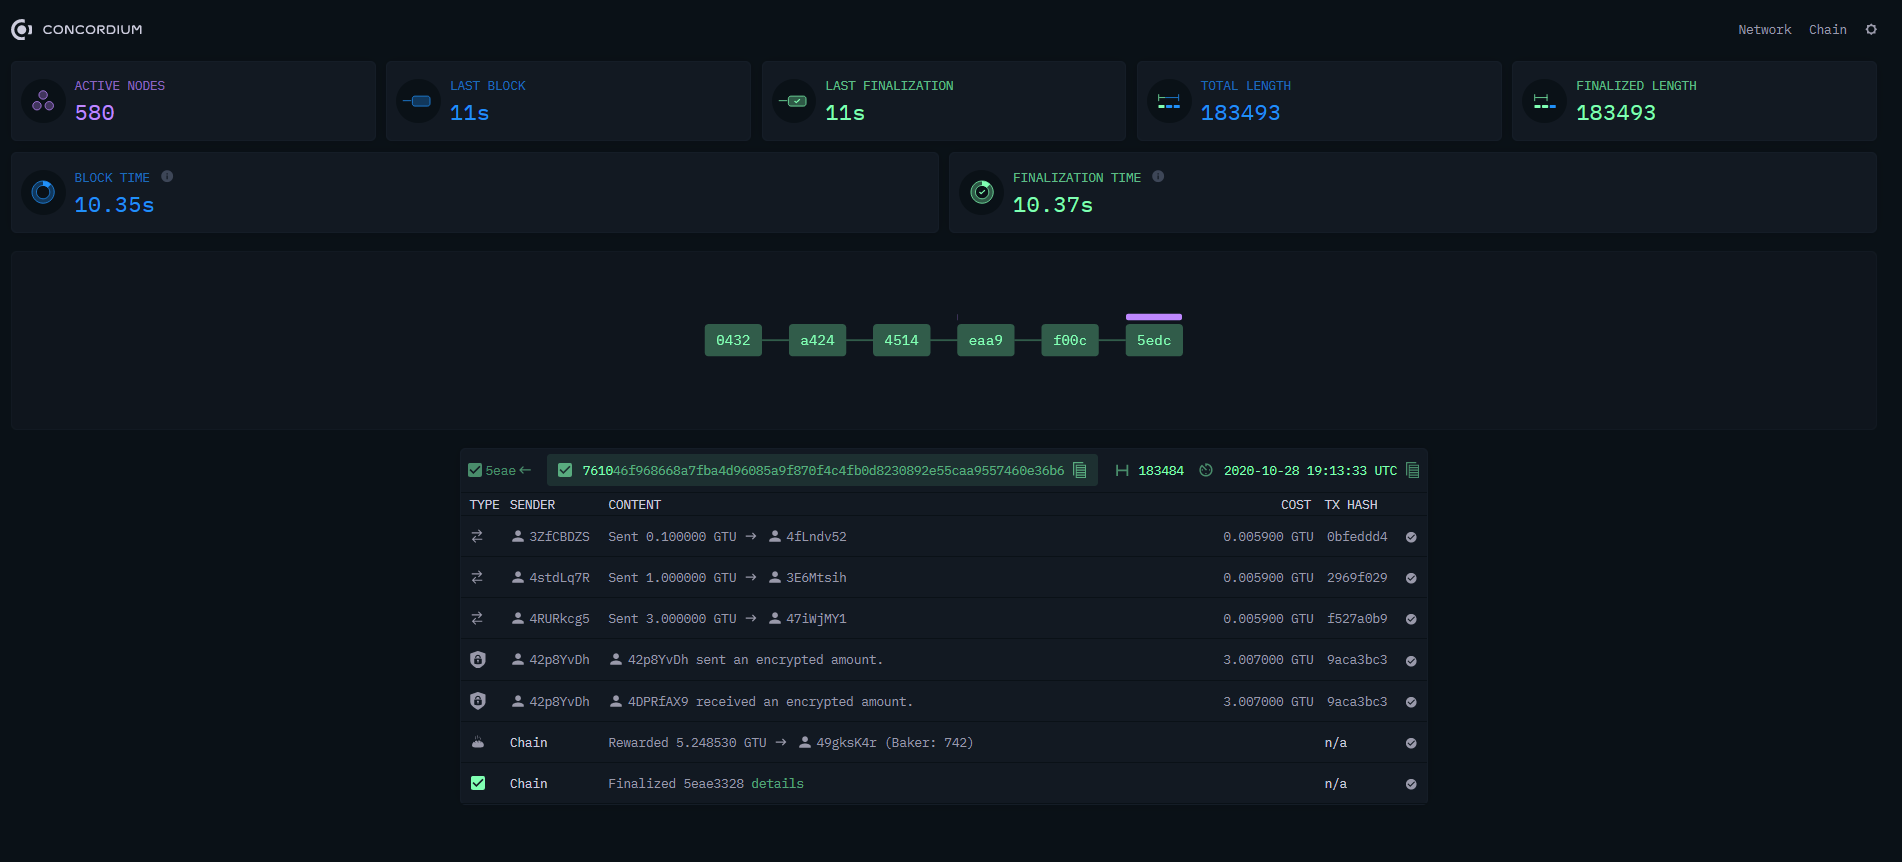 CONCORDIUM
Network Chain
ACTIVE NODES
580
LAST BLOCK
11s
LAST FINALIZATION
11s
TOTAL LENGTH
183493
FINALIZED LENGTH
183493
BLOCK TIME
10.35s
FINALIZATION TIME
10.37s
0432 a424 4514 eaa9 f00c 5edc
5eae← 761046f968668a7fba4d96085a9f870f4c4fb0d8230892e55caa9557460e36b6 183484 2020-10-28 19:13:33 UTC
TYPE SENDER CONTENT COST TX HASH
3ZfCBDZS Sent 0.100000 GTU → 4fLndv52 0.005900 GTU 0bfeddd4
4stdLq7R Sent 1.000000 GTU → 3E6Mtsih 0.005900 GTU 2969f029
4RURkcg5 Sent 3.000000 GTU → 47iWjMY1 0.005900 GTU f527a0b9
42p8YvDh 42p8YvDh sent an encrypted amount. 3.007000 GTU 9aca3bc3
42p8YvDh 4DPRfAX9 received an encrypted amount. 3.007000 GTU 9aca3bc3
Chain Rewarded 5.248530 GTU → 49gksK4r (Baker: 742) n/a
Chain Finalized 5eae3328 details n/a